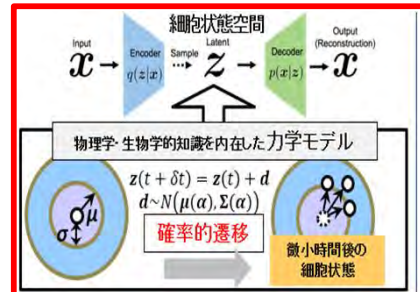 細胞状態空間
Input Encoder Sample Latent Decoder Output
(Reconstruction)
x q(z|x) z p(x|z) x
物理学・生物学的知識を内在した力学モデル
z(t + δt) = z(t) + d
d~N(μ(α), Σ(α))
μ
σ
確率的遷移
微小時間後の
細胞状態